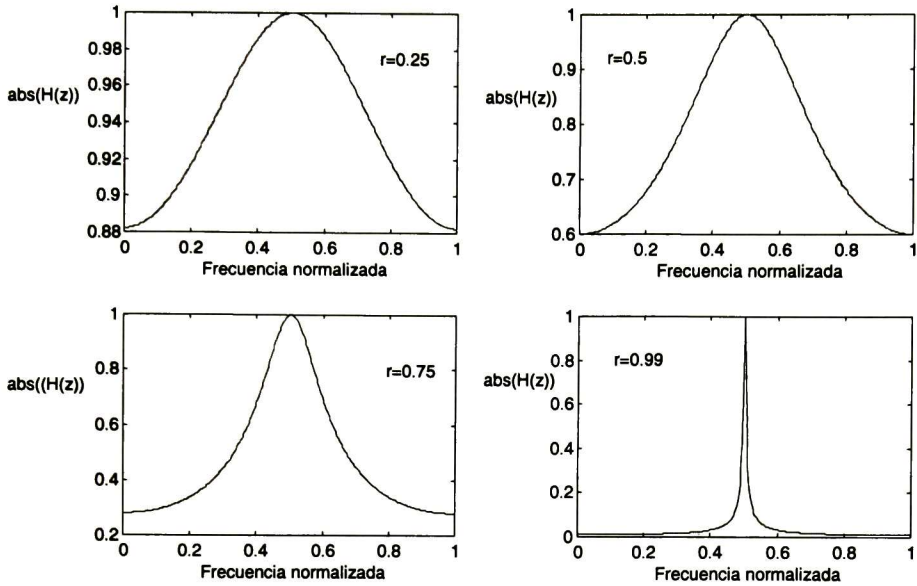 1
0.98
0.96
abs(H(z))
0.94
0.92
0.9
0.88
r=0.25
0 0.2 0.4 0.6 0.8 1
Frecuencia normalizada
1
0.9
abs(H(z))
0.8
0.7
0.6
r=0.5
0 0.2 0.4 0.6 0.8 1
Frecuencia normalizada
1
0.8
abs((H(z))
0.6
0.4
0.2
r=0.75
0 0.2 0.4 0.6 0.8 1
Frecuencia normalizada
1
0.8
abs(H(z))
0.6
0.4
0.2
0
r=0.99
0 0.2 0.4 0.6 0.8 1
Frecuencia normalizada